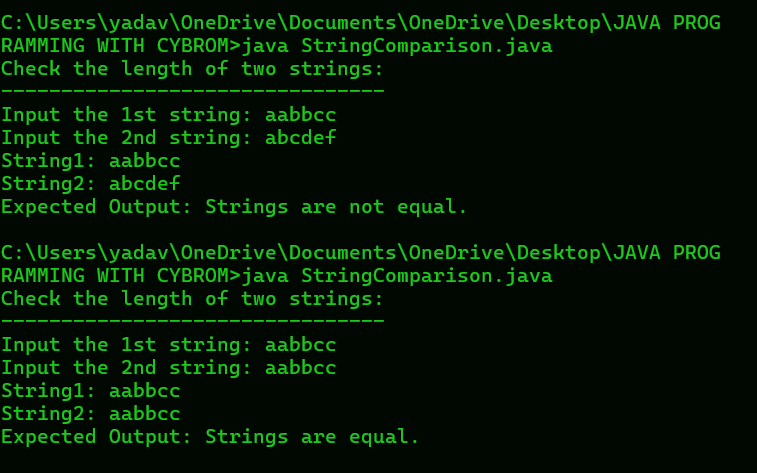 C:\Users\yadav\OneDrive\Documents\OneDrive\Desktop\JAVA PROG
RAMMING WITH CYBROM>java StringComparison.java
Check the length of two strings:
--------------------------------
Input the 1st string: aabbcc
Input the 2nd string: abcdef
String1: aabbcc
String2: abcdef
Expected Output: Strings are not equal.

C:\Users\yadav\OneDrive\Documents\OneDrive\Desktop\JAVA PROG
RAMMING WITH CYBROM>java StringComparison.java
Check the length of two strings:
--------------------------------
Input the 1st string: aabbcc
Input the 2nd string: aabbcc
String1: aabbcc
String2: aabbcc
Expected Output: Strings are equal.